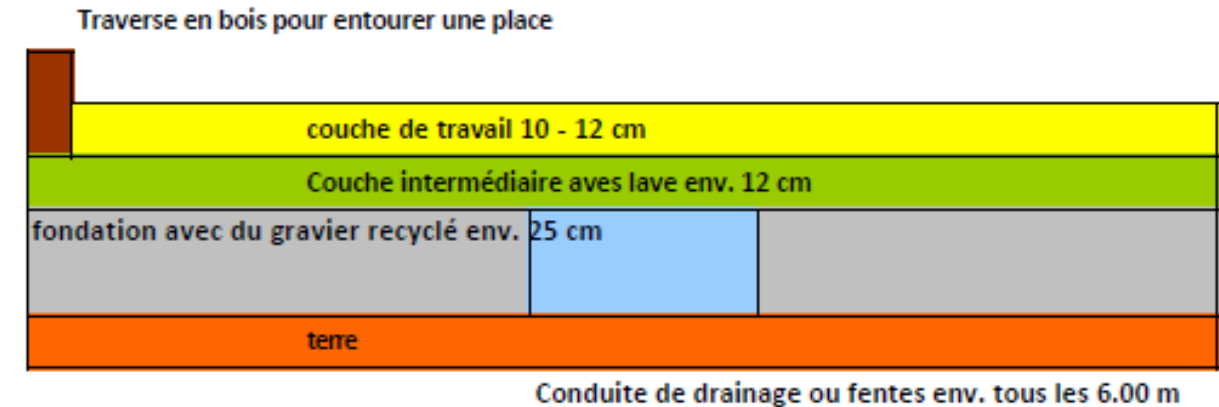 Traverse en bois pour entourer une place
couche de travail 10 - 12 cm
Couche intermédiaire aves lave env. 12 cm
fondation avec du gravier recyclé env. 25 cm
terre
Conduite de drainage ou fentes env. tous les 6.00 m